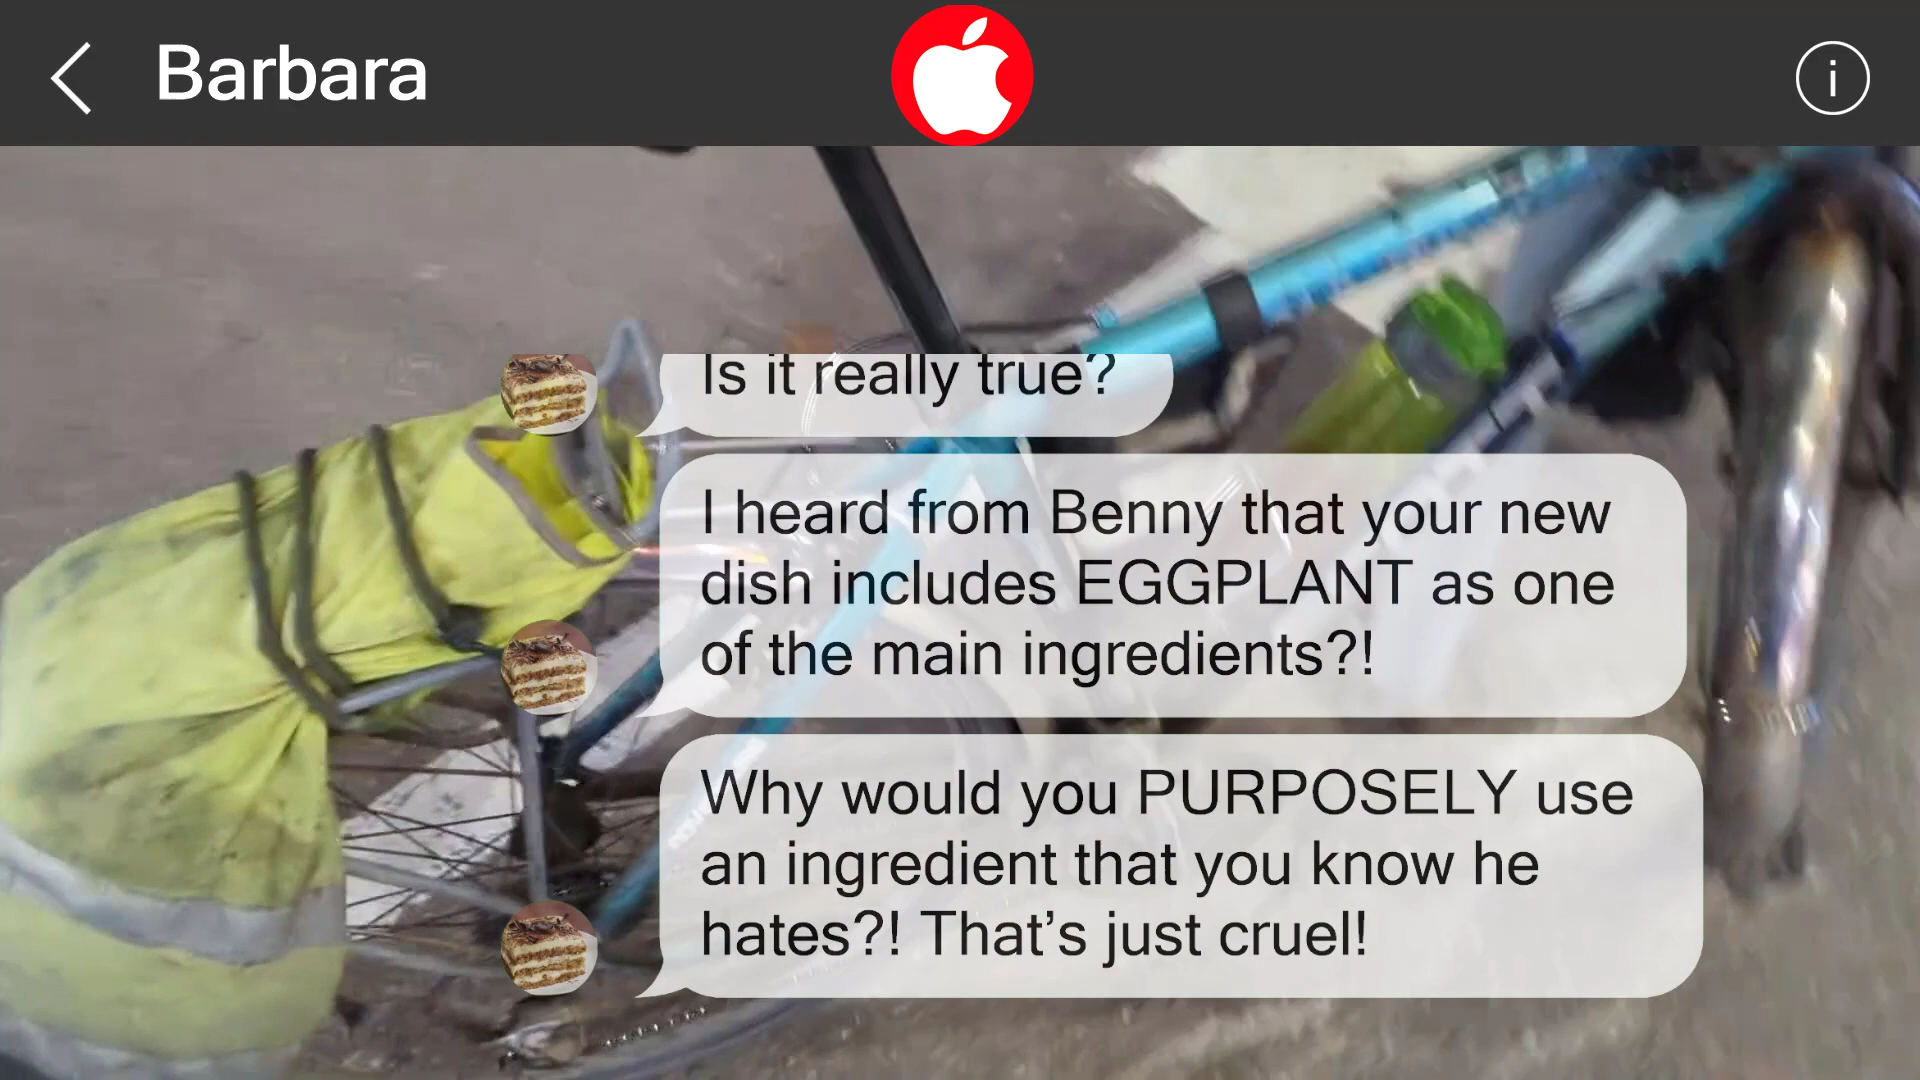 Barbara
Is it really true?
I heard from Benny that your new
dish includes EGGPLANT as one
of the main ingredients?!
Why would you PURPOSELY use
an ingredient that you know he
hates?! That's just cruel!